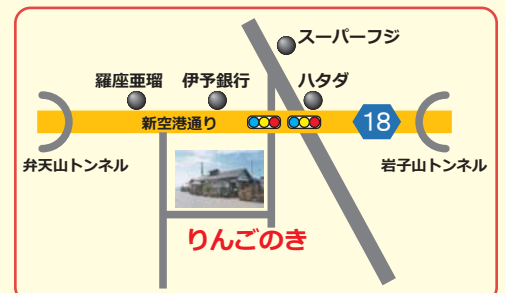 スーパーフジ
羅座亜瑠 伊予銀行 ハタダ
新空港通り 18
弁天山トンネル 岩子山トンネル
りんごのき